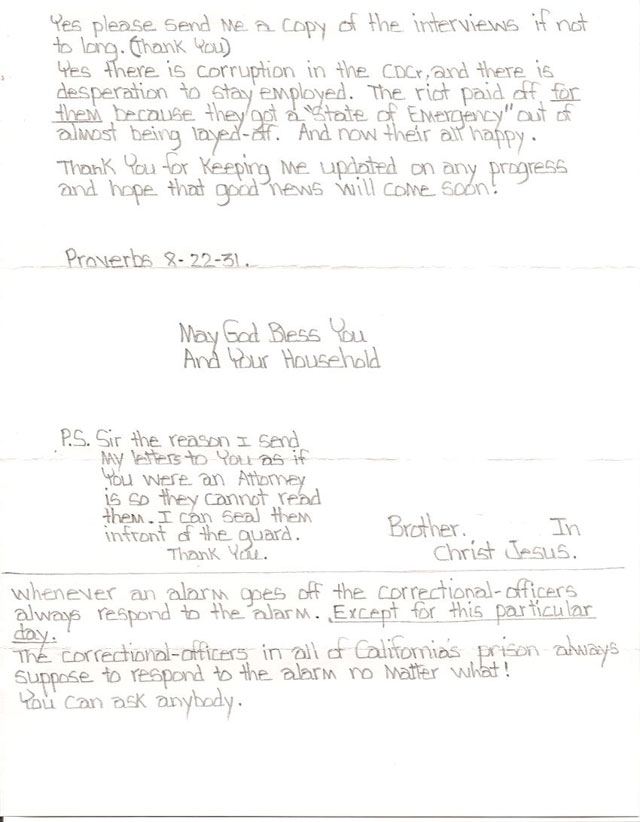 Yes please send me a copy of the interviews if not
to long. (Thank You)
Yes there is corruption in the CDCr, and there is
desperation to stay employed. The riot paid off for
them because they got a "State of Emergency" out of
almost being layed-off. And now their all happy.
Thank You for keeping me updated on any progress
and hope that good news will come soon!
Proverbs 8-22-31.
May God Bless You
And Your Household
P.S. Sir the reason I send
my letters to You as if
You were an Attorney
is so they cannot read
them. I can seal them
infront of the guard.
Thank You.
Brother. In
Christ Jesus.
whenever an alarm goes off the correctional-officers
always respond to the alarm. Except for this particular
day.
The correctional-officers in all of California's prison always
suppose to respond to the alarm no matter what!
You can ask anybody.